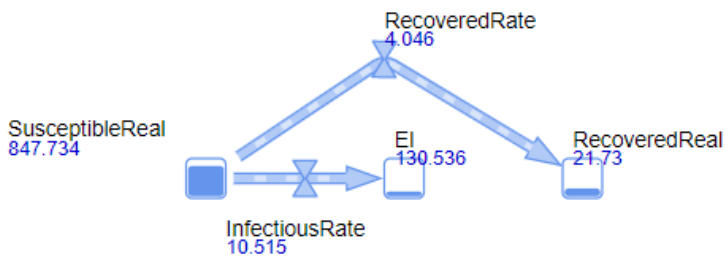 RecoveredRate
4.046
SusceptibleReal
847.734
EI
130.536
RecoveredReal
21.73
InfectiousRate
10.515